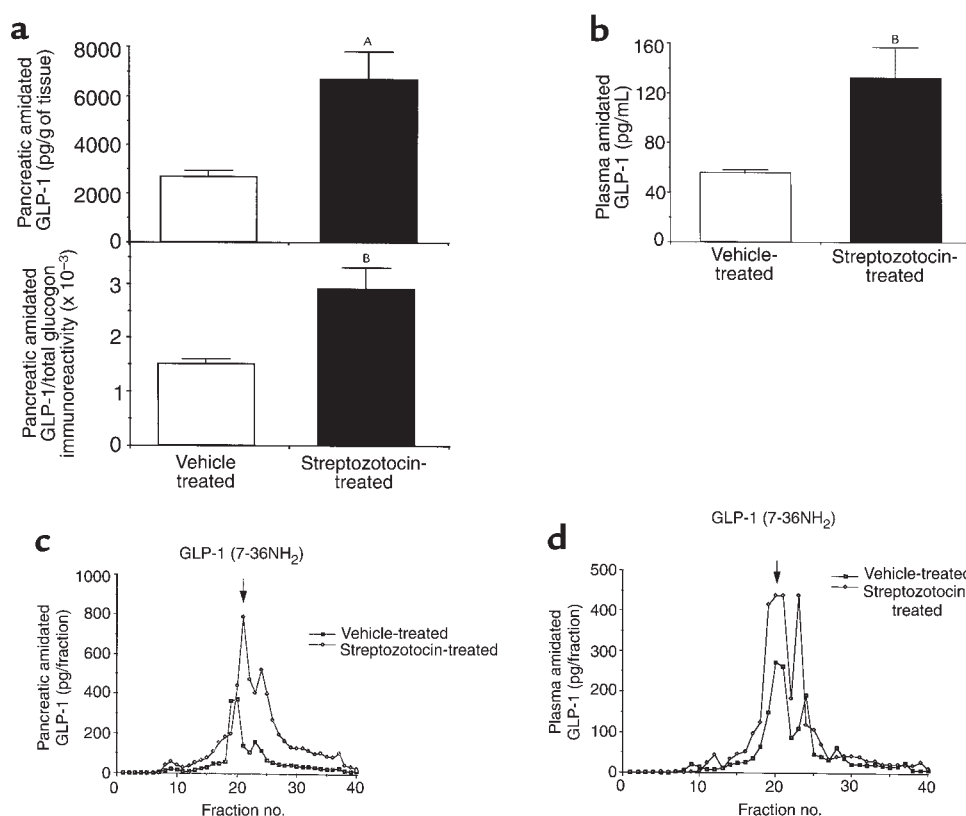 a
Pancreatic amidated
GLP-1 (pg/g of tissue)
8000
6000
4000
2000
0
A
Pancreatic amidated
GLP-1/total glucogon
immunoreactivity (x 10⁻³)
3
2
1
0
B
Vehicle
treated
Streptozotocin-
treated
b
Plasma amidated
GLP-1 (pg/mL)
160
120
80
40
0
B
Vehicle-
treated
Streptozotocin-
treated
c
GLP-1 (7-36NH₂)
Pancreatic amidated
GLP-1 (pg/fraction)
1000
800
600
400
200
0
Vehicle-treated
Streptozotocin-treated
0 10 20 30 40
Fraction no.
d
GLP-1 (7-36NH₂)
Plasma amidated
GLP-1 (pg/fraction)
500
400
300
200
100
0
Vehicle-treated
Streptozotocin
treated
0 10 20 30 40
Fraction no.